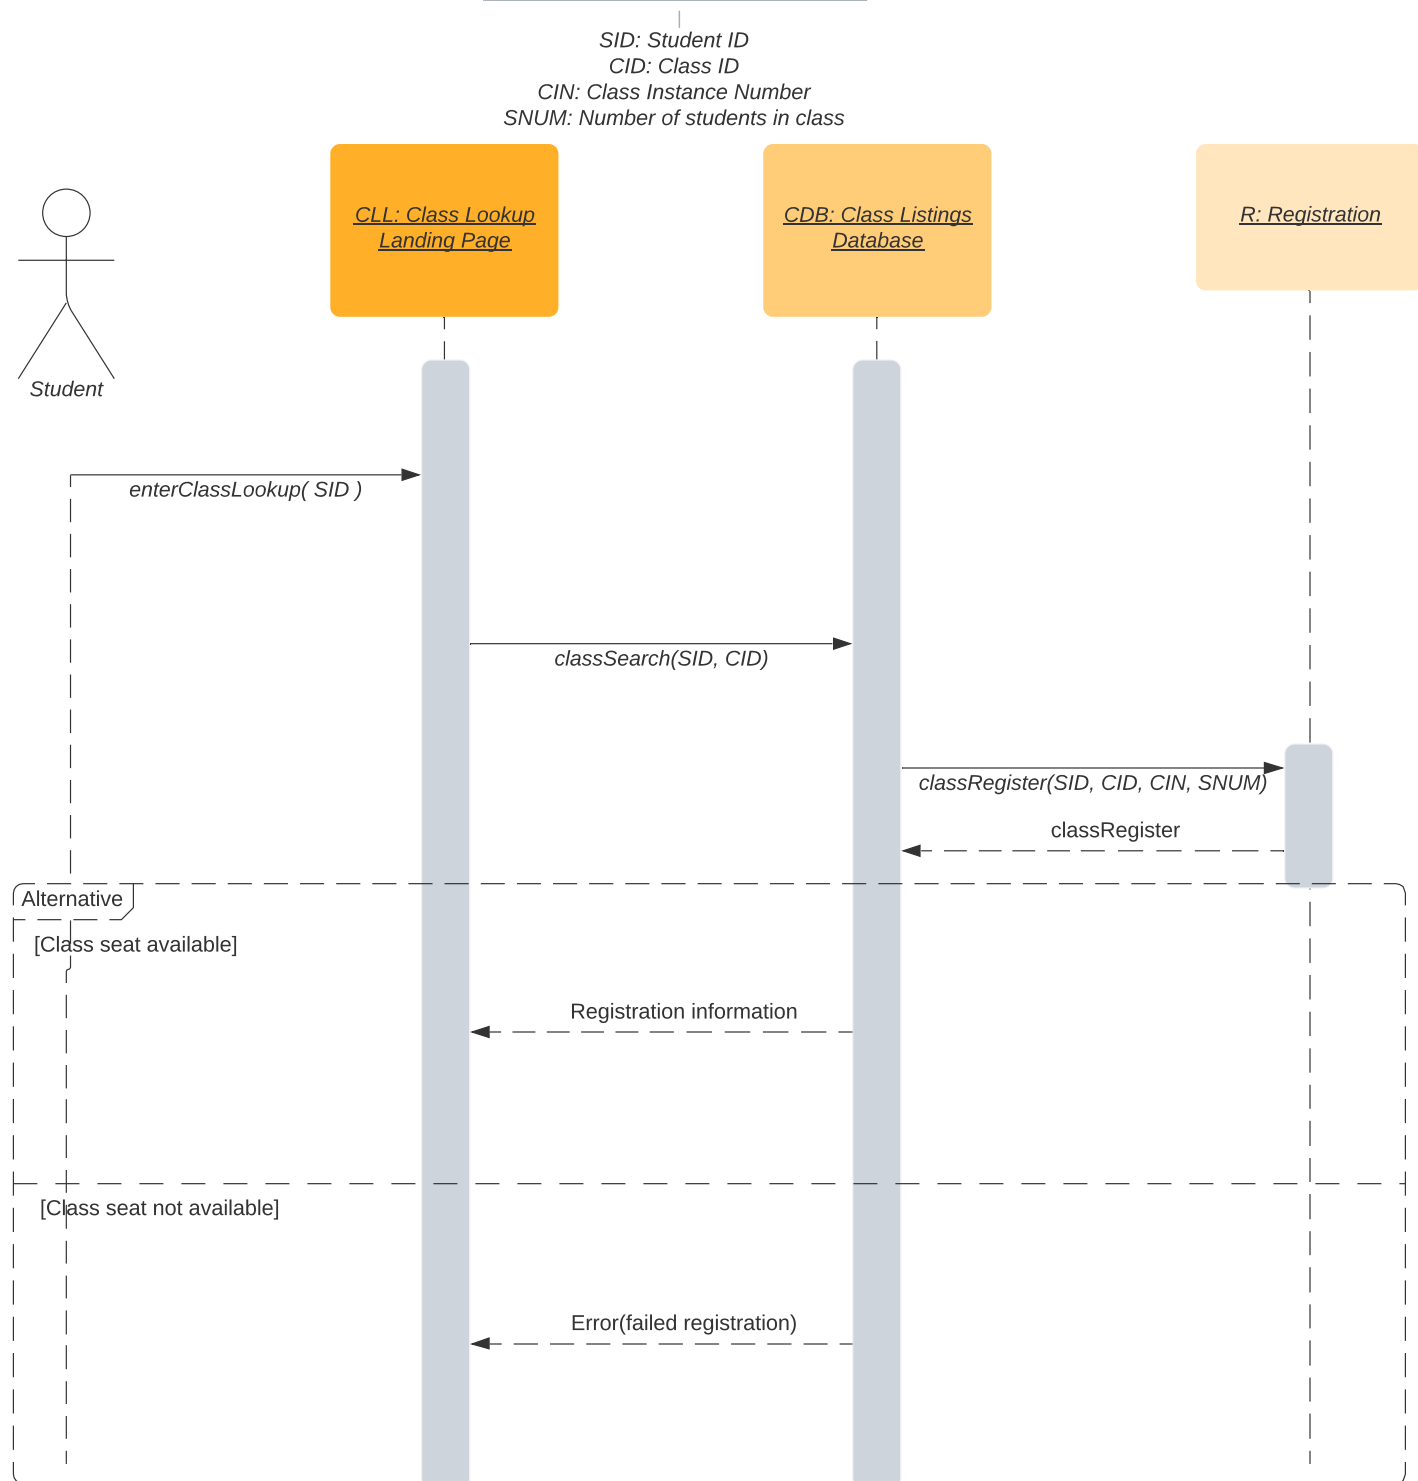 SID: Student ID
CID: Class ID
CIN: Class Instance Number
SNUM: Number of students in class
CLL: Class Lookup
Landing Page
CDB: Class Listings
Database
R: Registration
Student
enterClassLookup( SID )
classSearch(SID, CID)
classRegister(SID, CID, CIN, SNUM)
classRegister
Alternative
[Class seat available]
Registration information
[Class seat not available]
Error(failed registration)